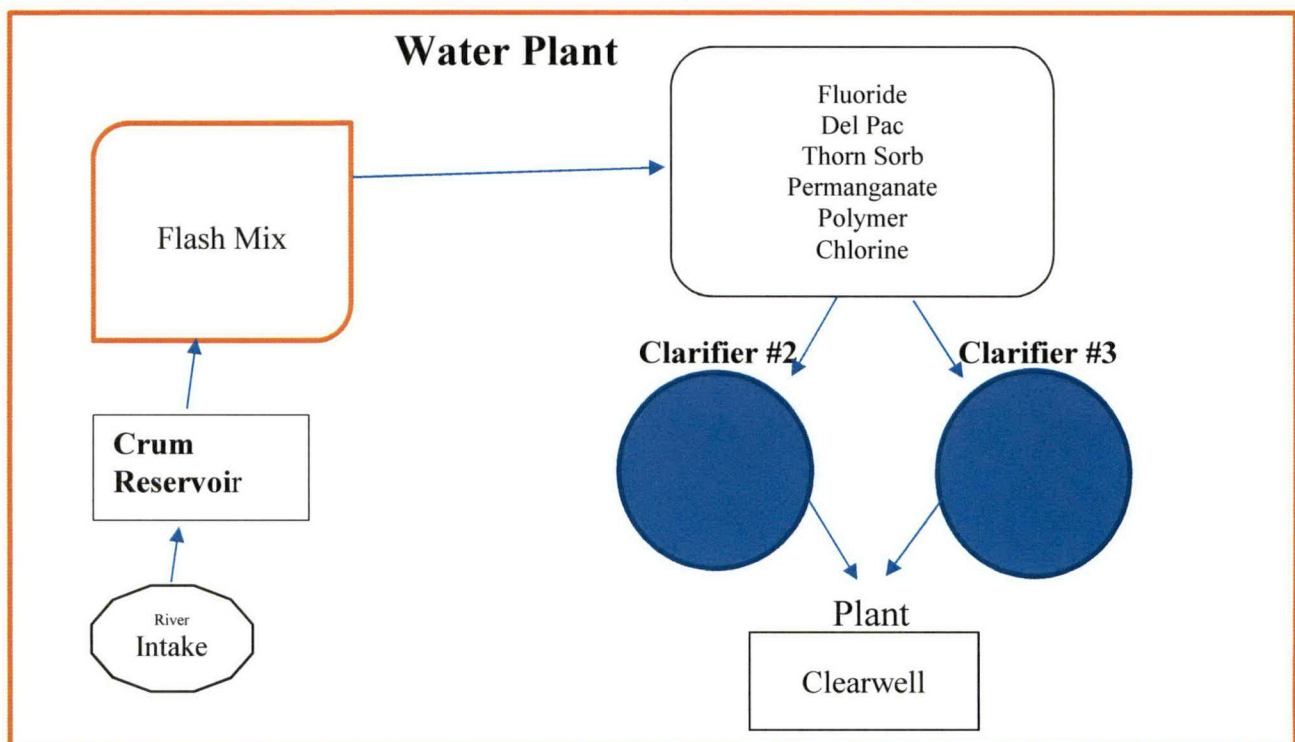 Water Plant
Fluoride
Del Pac
Thorn Sorb
Permanganate
Polymer
Chlorine
Flash Mix
Clarifier #2
Clarifier #3
Crum
Reservoir
River
Intake
Plant
Clearwell